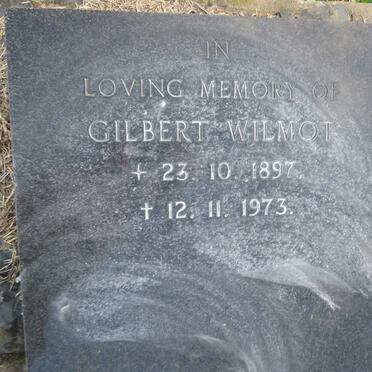 IN
LOVING MEMORY OF
GILBERT WILMOT
+ 23. 10. 1897.
† 12. 11. 1973.